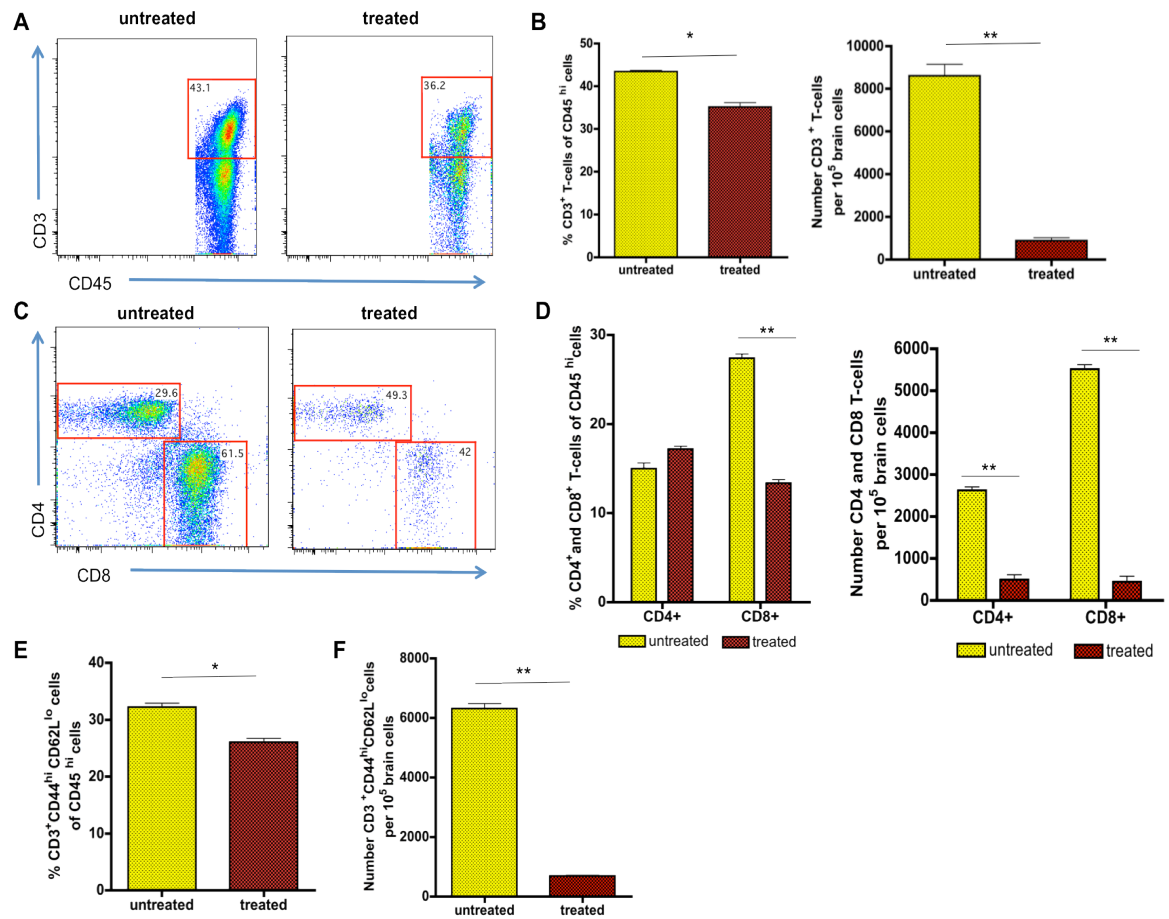 A
untreated
treated
43.1
36.2
CD3
CD45
B
*
% CD3+ T-cells of CD45 hi cells
50
40
30
20
10
0
untreated
treated
**
Number CD3 + T-cells
per 10^5 brain cells
10000
8000
6000
4000
2000
0
untreated
treated
C
untreated
treated
29.6
61.5
49.3
42
CD4
CD8
D
**
% CD4+ and CD8+ T-cells of CD45 hi cells
30
20
10
0
CD4+
CD8+
untreated
treated
**
**
Number CD4 and CD8 T-cells
per 10^5 brain cells
6000
5000
4000
3000
2000
1000
0
CD4+
CD8+
untreated
treated
E
*
% CD3+CD44hi CD62Llo cells
of CD45 hi cells
40
30
20
10
0
untreated
treated
F
**
Number CD3 +CD44hiCD62Llocells
per 10^5 brain cells
8000
6000
4000
2000
0
untreated
treated